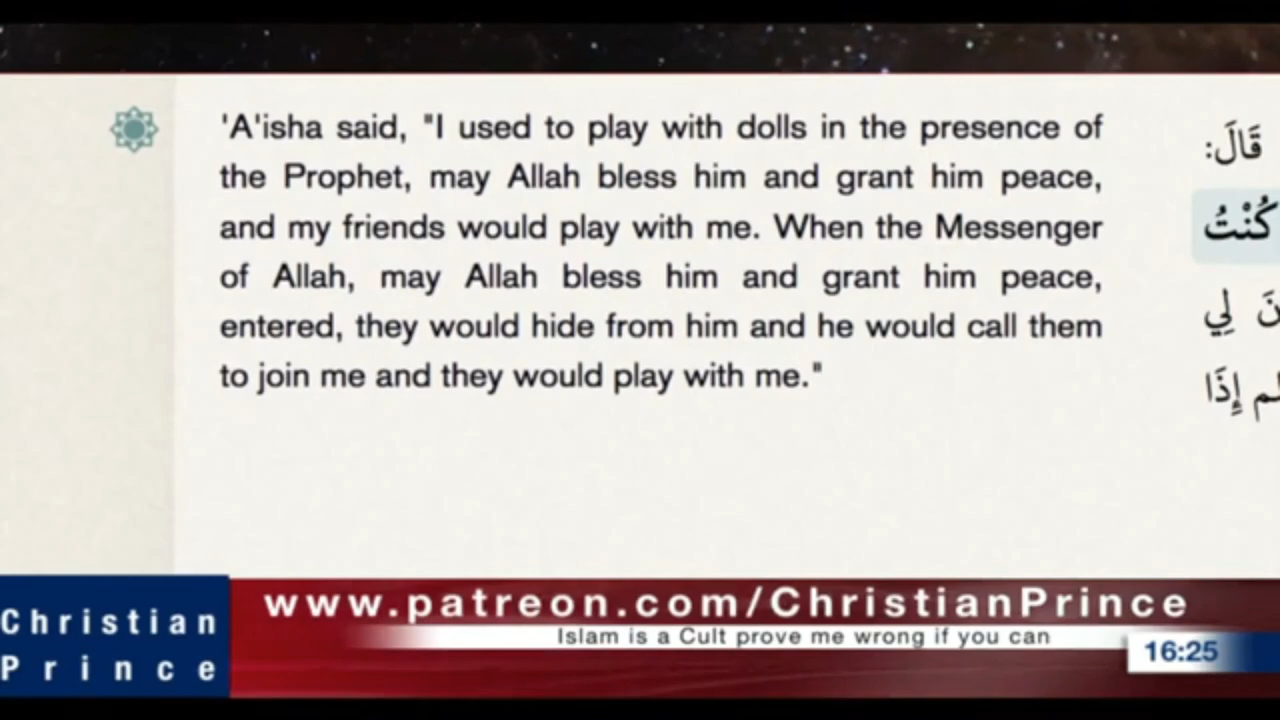 'A'isha said, "I used to play with dolls in the presence of
the Prophet, may Allah bless him and grant him peace,
and my friends would play with me. When the Messenger
of Allah, may Allah bless him and grant him peace,
entered, they would hide from him and he would call them
to join me and they would play with me."
قَالَ:
كُنْتُ
لِي
إِذَا
Christian
Prince
www.patreon.com/ChristianPrince
Islam is a Cult prove me wrong if you can
16:25